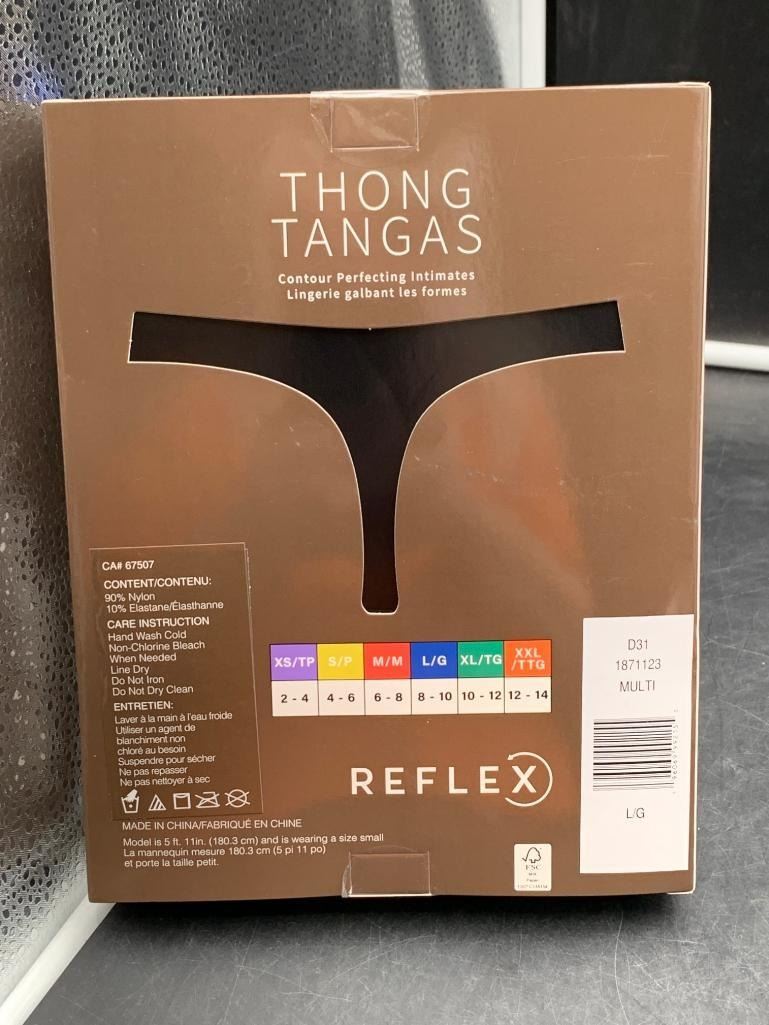 THONG
TANGAS
Contour Perfecting Intimates
Lingerie galbant les formes
CA# 67507
CONTENT/CONTENU:
90% Nylon
10% Elastane/Élasthanne
CARE INSTRUCTION
Hand Wash Cold
Non-Chlorine Bleach
When Needed
Line Dry
Do Not Iron
Do Not Dry Clean
ENTRETIEN:
Laver à la main à l'eau froide
Utiliser un agent de
blanchiment non
chloré au besoin
Suspendre pour sécher
Ne pas repasser
Ne pas nettoyer à sec
MADE IN CHINA/FABRIQUÉ EN CHINE
Model is 5 ft. 11in. (180.3 cm) and is wearing a size small
La mannequin mesure 180.3 cm (5 pi 11 po)
et porte la taille petit.
XS/TP S/P M/M L/G XL/TG XXL
/TTG
2 - 4 4 - 6 6 - 8 8 - 10 10 - 12 12 - 14
REFLEX
FSC
MIX
Paper
D31
1871123
MULTI
L/G